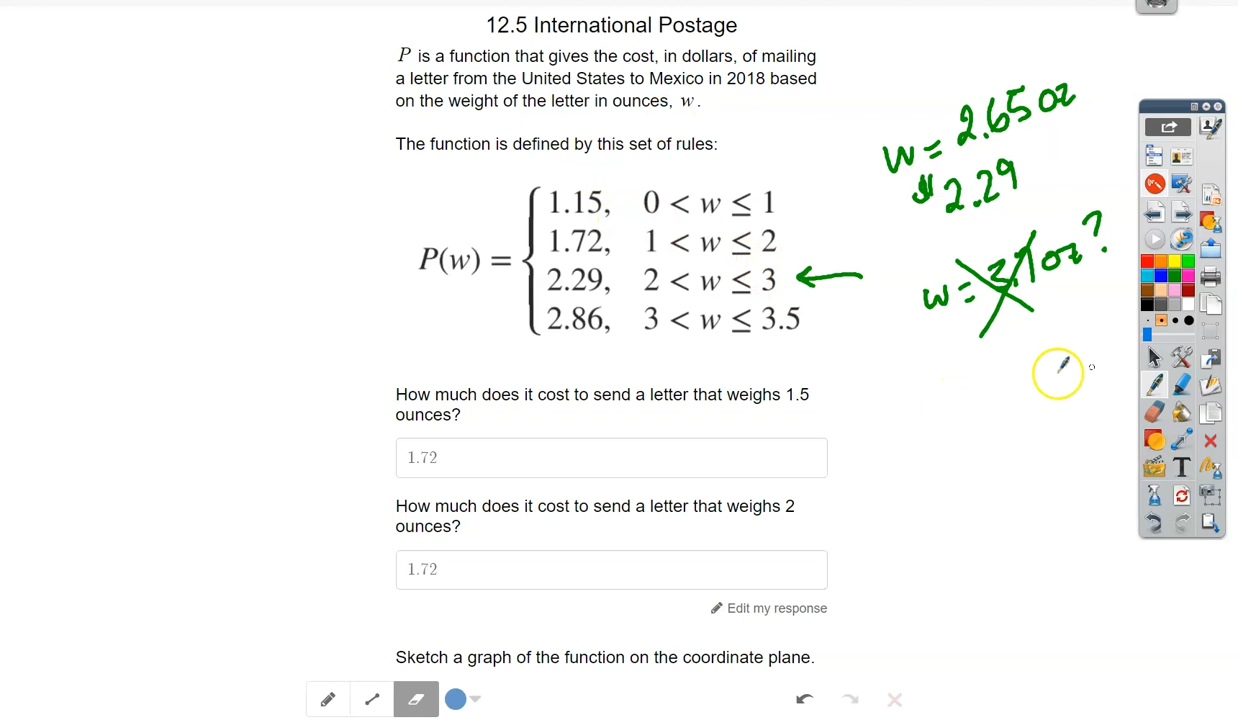 12.5 International Postage
P is a function that gives the cost, in dollars, of mailing
a letter from the United States to Mexico in 2018 based
on the weight of the letter in ounces, w.
The function is defined by this set of rules:
P(w) = { 1.15, 0 < w ≤ 1
1.72, 1 < w ≤ 2
2.29, 2 < w ≤ 3
2.86, 3 < w ≤ 3.5
w = 2.65 oz
$2.29
w = 3.7 oz?
How much does it cost to send a letter that weighs 1.5
ounces?
1.72
How much does it cost to send a letter that weighs 2
ounces?
1.72
Edit my response
Sketch a graph of the function on the coordinate plane.
T